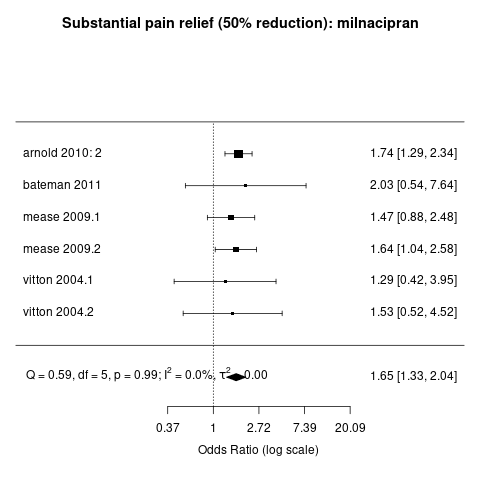 Substantial pain relief (50% reduction): milnacipran
arnold 2010: 2 1.74 [1.29, 2.34]
bateman 2011 2.03 [0.54, 7.64]
mease 2009.1 1.47 [0.88, 2.48]
mease 2009.2 1.64 [1.04, 2.58]
vitton 2004.1 1.29 [0.42, 3.95]
vitton 2004.2 1.53 [0.52, 4.52]
Q = 0.59, df = 5, p = 0.99; I² = 0.0%, τ² 0.00 1.65 [1.33, 2.04]
0.37 1 2.72 7.39 20.09
Odds Ratio (log scale)